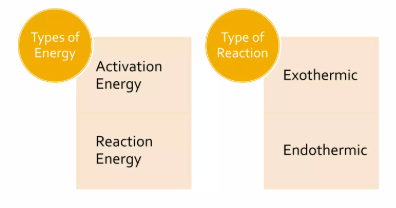 Types of
Energy
Activation
Energy
Reaction
Energy
Type of
Reaction
Exothermic
Endothermic